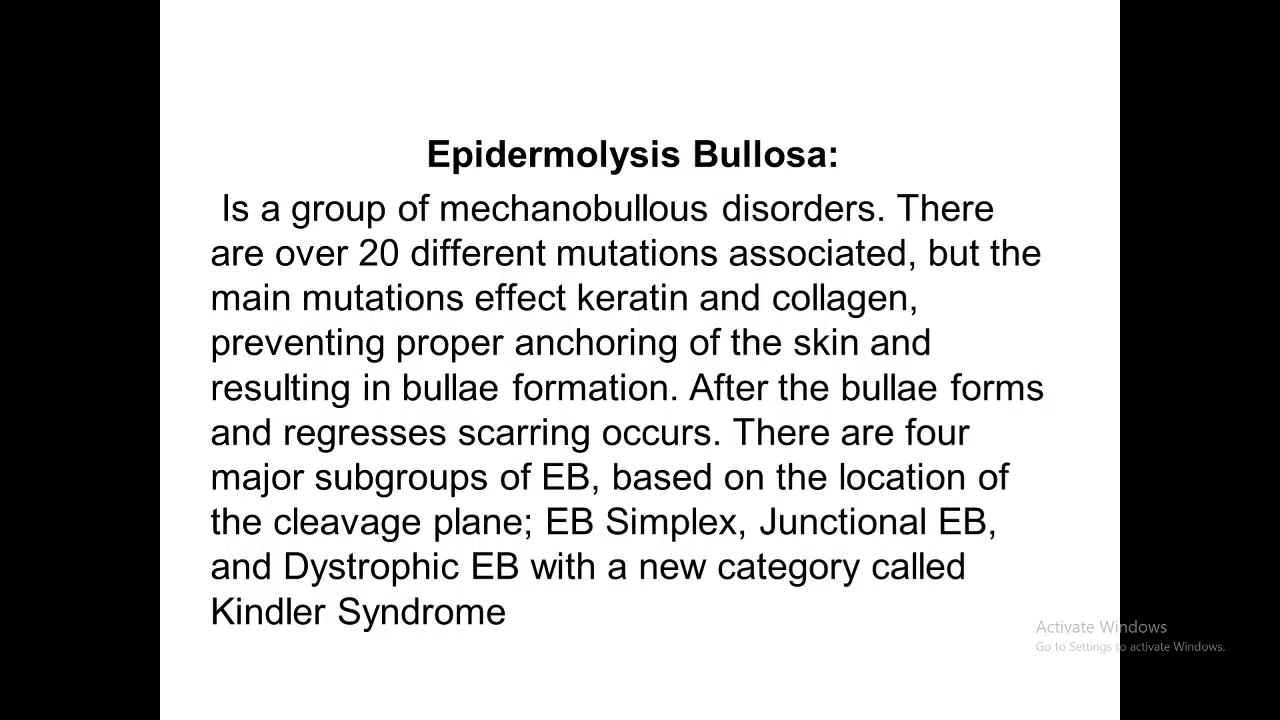 Epidermolysis Bullosa:
Is a group of mechanobullous disorders. There
are over 20 different mutations associated, but the
main mutations effect keratin and collagen,
preventing proper anchoring of the skin and
resulting in bullae formation. After the bullae forms
and regresses scarring occurs. There are four
major subgroups of EB, based on the location of
the cleavage plane; EB Simplex, Junctional EB,
and Dystrophic EB with a new category called
Kindler Syndrome
Activate Windows
Go to Settings to activate Windows.